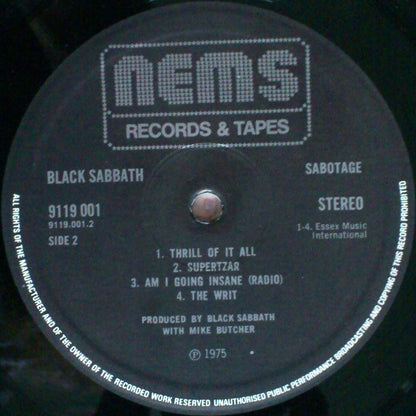 nems
RECORDS & TAPES
BLACK SABBATH
SABOTAGE
9119 001
STEREO
9119.001.2
SIDE 2
1-4. Essex Music
International
1. THRILL OF IT ALL
2. SUPERTZAR
3. AM I GOING INSANE (RADIO)
4. THE WRIT
PRODUCED BY BLACK SABBATH
WITH MIKE BUTCHER
℗ 1975
ALL RIGHTS OF THE MANUFACTURER AND OF THE OWNER OF THE RECORDED WORK RESERVED UNAUTHORISED PUBLIC PERFORMANCE BROADCASTING AND COPYING OF THIS RECORD PROHIBITED